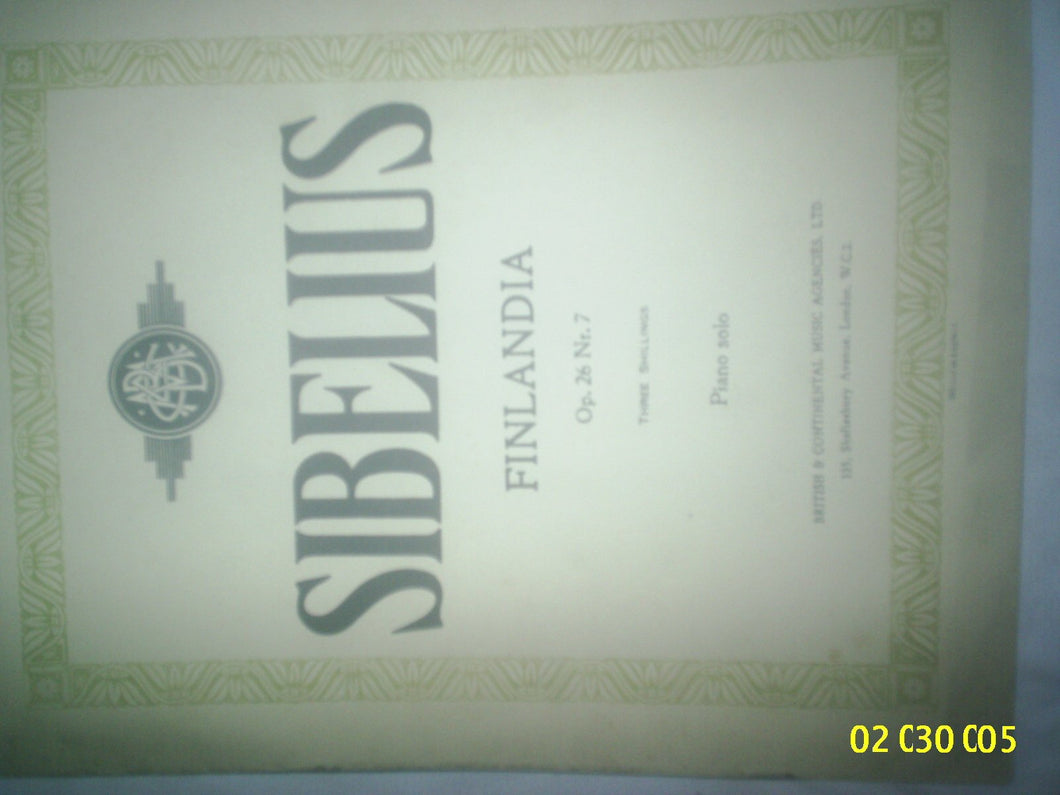 SIBELIUS
FINLANDIA
Op. 26 Nr. 7
THREE SHILLINGS
Piano solo
BRITISH & CONTINENTAL MUSIC AGENCIES, LTD.
Shaftesbury Avenue, London, W.C.2.
02 C30 C05